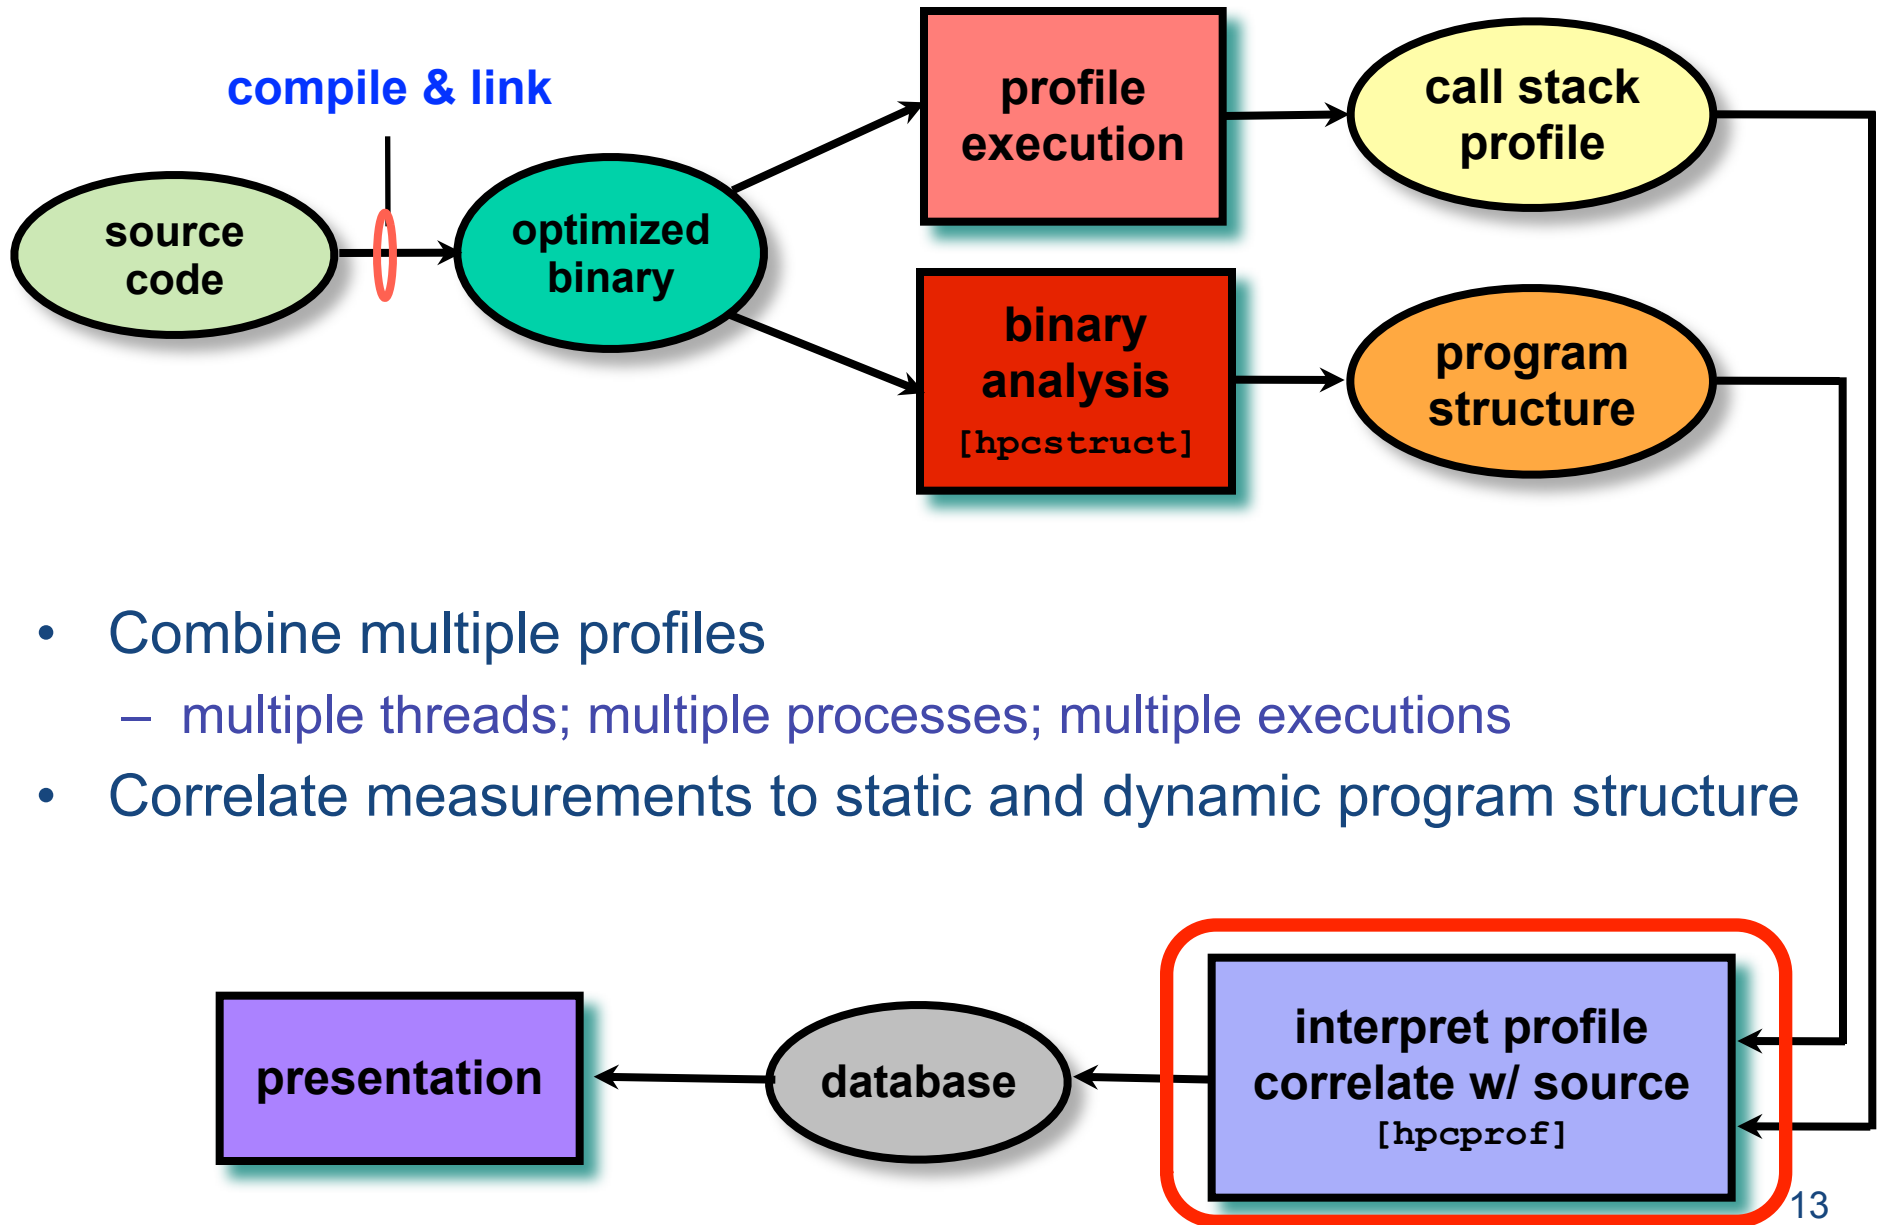 compile & link
source
code
optimized
binary
profile
execution
call stack
profile
binary
analysis
[hpcstruct]
program
structure
• Combine multiple profiles
– multiple threads; multiple processes; multiple executions
• Correlate measurements to static and dynamic program structure
presentation
database
interpret profile
correlate w/ source
[hpcprof]
13